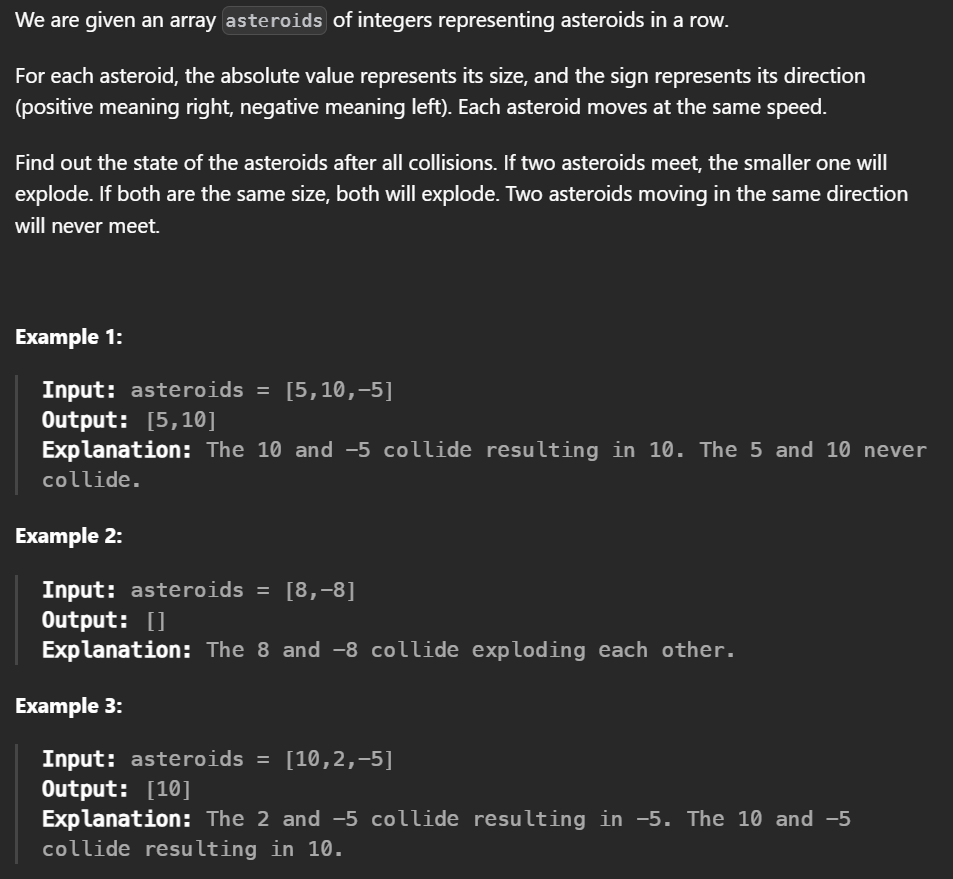 We are given an array asteroids of integers representing asteroids in a row.
For each asteroid, the absolute value represents its size, and the sign represents its direction
(positive meaning right, negative meaning left). Each asteroid moves at the same speed.
Find out the state of the asteroids after all collisions. If two asteroids meet, the smaller one will
explode. If both are the same size, both will explode. Two asteroids moving in the same direction
will never meet.
Example 1:
Input: asteroids = [5,10,−5]
Output: [5,10]
Explanation: The 10 and −5 collide resulting in 10. The 5 and 10 never
collide.
Example 2:
Input: asteroids = [8,−8]
Output: []
Explanation: The 8 and −8 collide exploding each other.
Example 3:
Input: asteroids = [10,2,−5]
Output: [10]
Explanation: The 2 and −5 collide resulting in −5. The 10 and −5
collide resulting in 10.